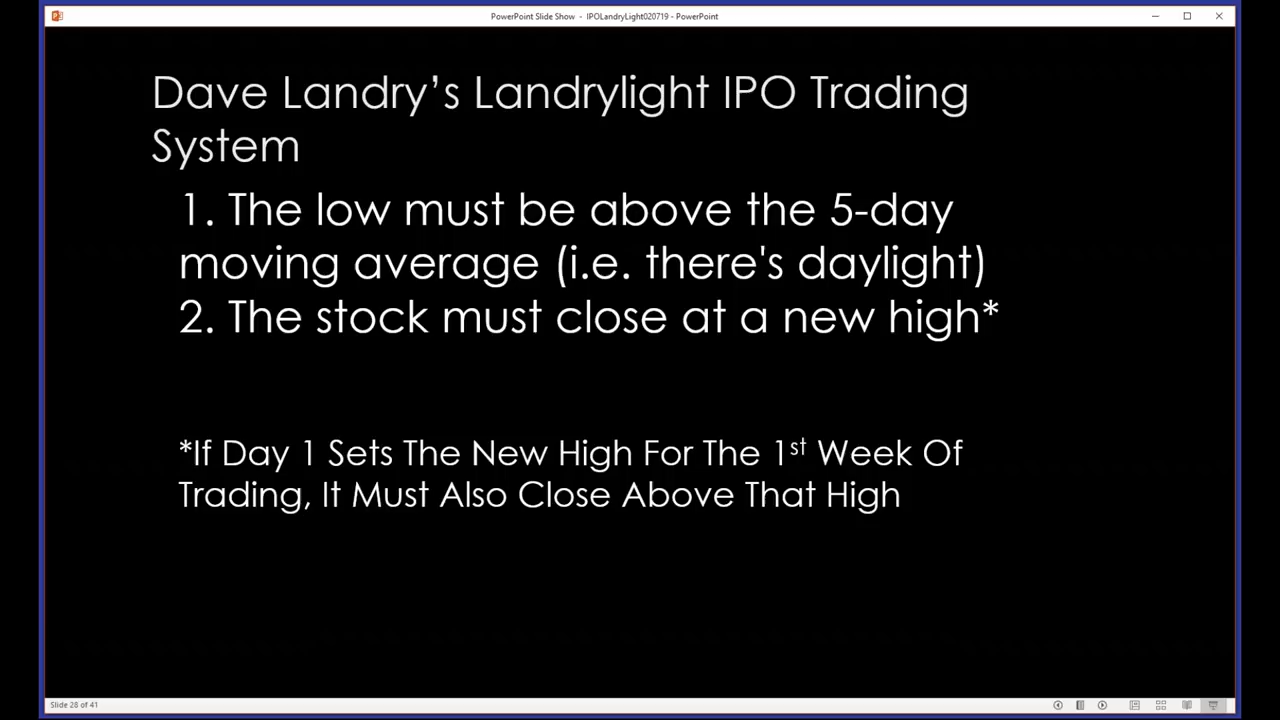 PowerPoint Slide Show - IPOLandryLight020719 - PowerPoint
Dave Landry’s Landrylight IPO Trading
System
1. The low must be above the 5-day
moving average (i.e. there's daylight)
2. The stock must close at a new high*
*If Day 1 Sets The New High For The 1st Week Of
Trading, It Must Also Close Above That High
Slide 28 of 41